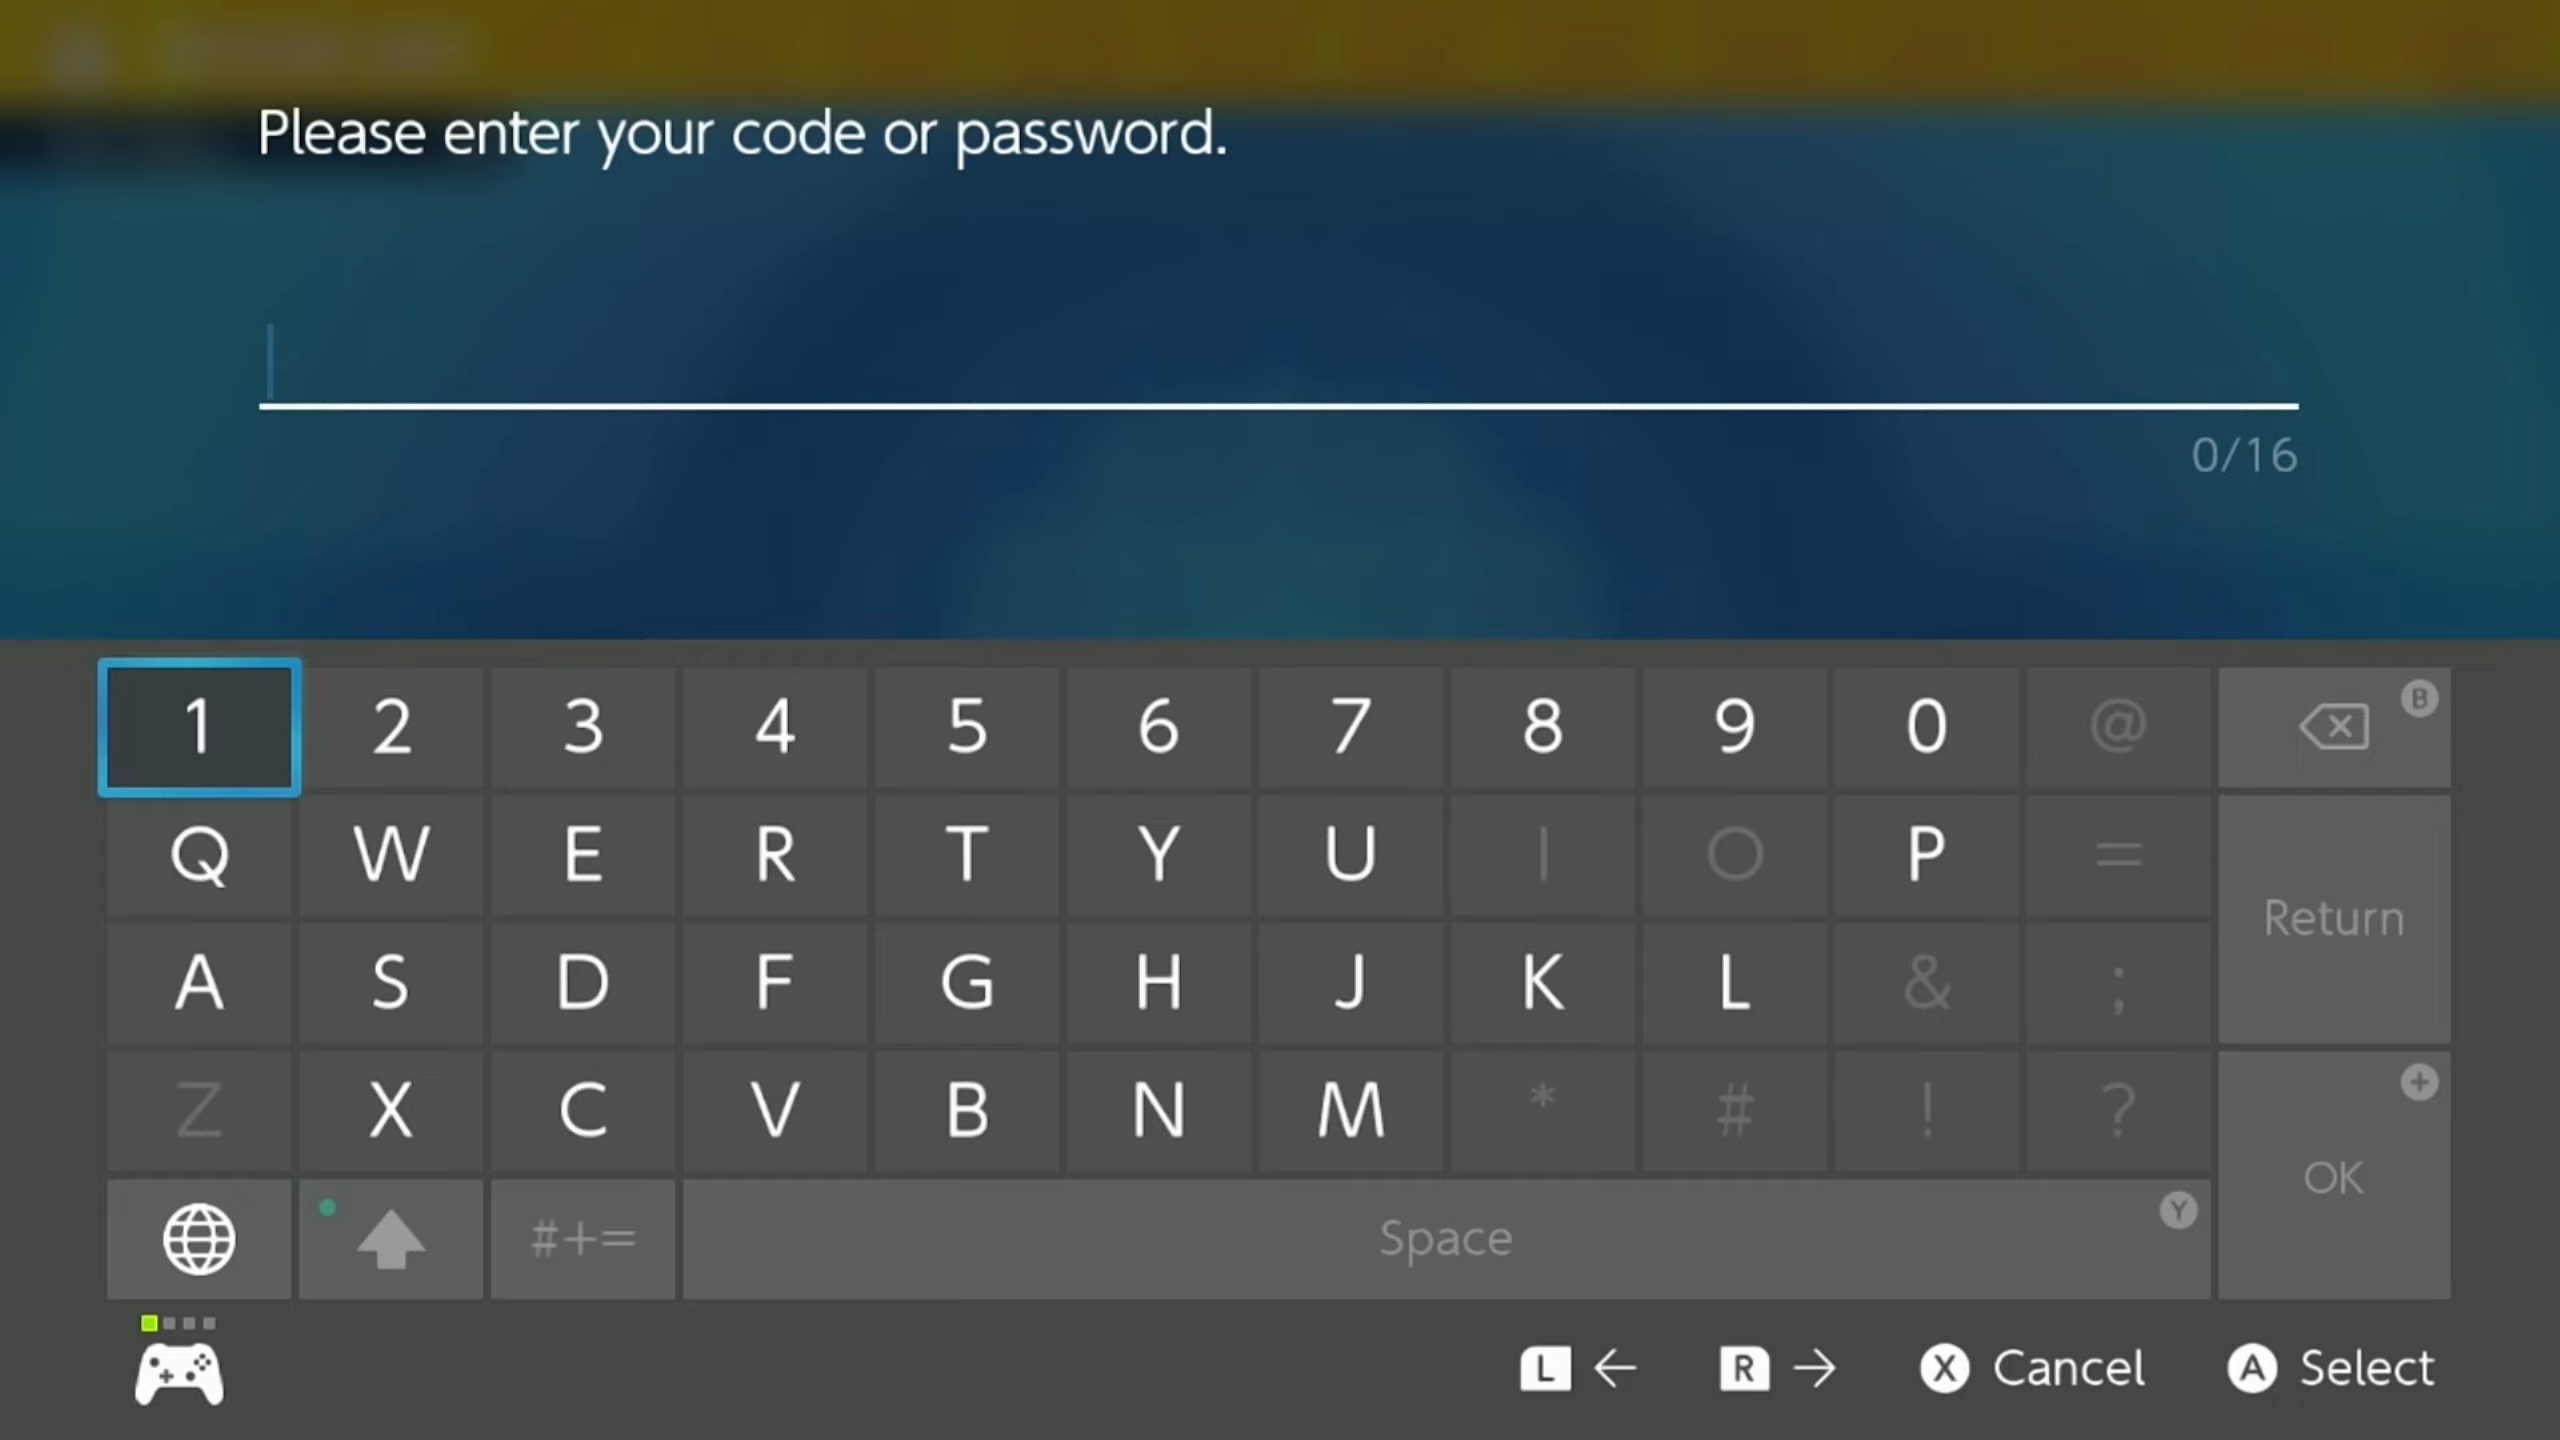 Please enter your code or password.
0/16
1 2 3 4 5 6 7 8 9 0 @ B
Q W E R T Y U I O P = Return
A S D F G H J K L & ;
Z X C V B N M * # ! ? + OK
#+= Space Y
L ← R → X Cancel A Select